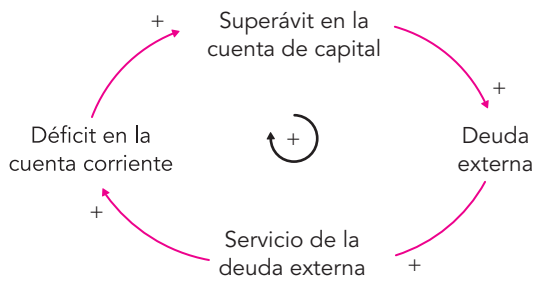 +
Superávit en la
cuenta de capital
+
Déficit en la
cuenta corriente
+
Deuda
externa
+
Servicio de la
deuda externa
+